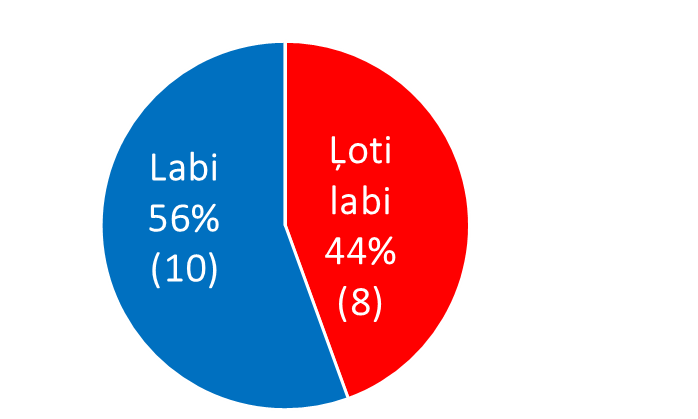 Labi
56%
(10)
Ļoti
labi
44%
(8)